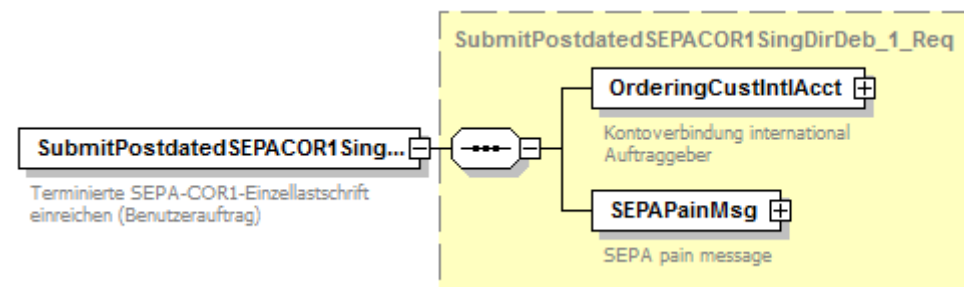 SubmitPostdatedSEPACOR1SingDirDeb_1_Req
OrderingCustIntlAcct
Kontoverbindung international
Auftraggeber
SubmitPostdatedSEPACOR1Sing...
Terminierte SEPA-COR1-Einzellastschrift
einreichen (Benutzerauftrag)
SEPAPainMsg
SEPA pain message